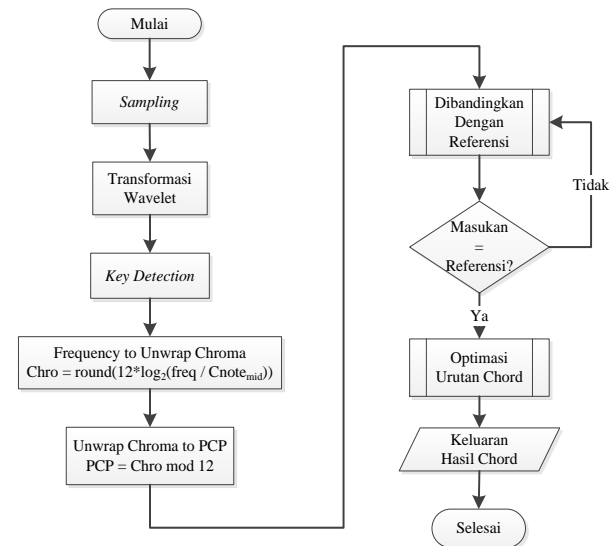 Mulai
Sampling
Transformasi
Wavelet
Key Detection
Frequency to Unwrap Chroma
Chro = round(12*log₂(freq / Cnote_mid))
Unwrap Chroma to PCP
PCP = Chro mod 12
Dibandingkan
Dengan
Referensi
Tidak
Masukan
=
Referensi?
Ya
Optimasi
Urutan Chord
Keluaran
Hasil Chord
Selesai